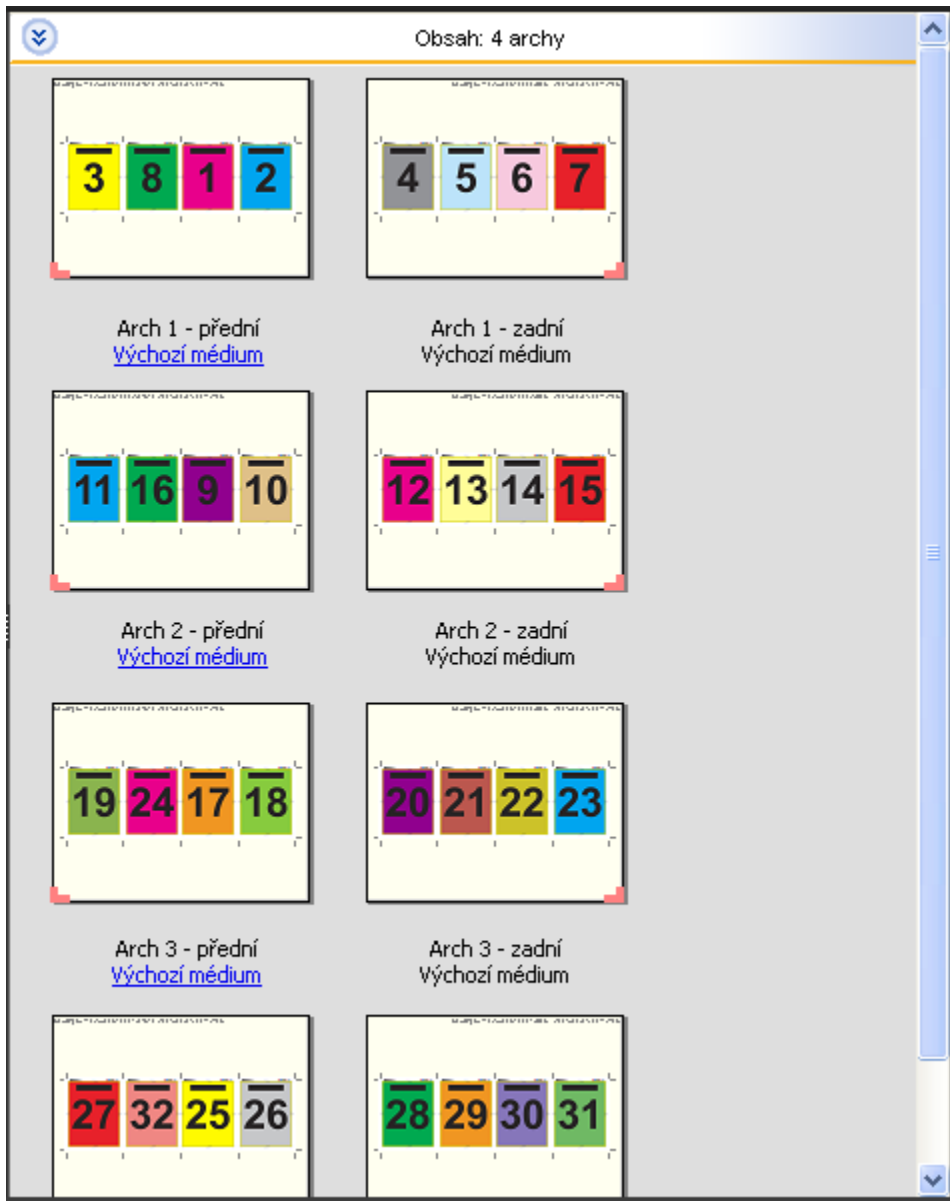 Obsah: 4 archy
3 8 1 2
4 5 6 7
Arch 1 - přední
Výchozí médium
Arch 1 - zadní
Výchozí médium
11 16 9 10
12 13 14 15
Arch 2 - přední
Výchozí médium
Arch 2 - zadní
Výchozí médium
19 24 17 18
20 21 22 23
Arch 3 - přední
Výchozí médium
Arch 3 - zadní
Výchozí médium
27 32 25 26
28 29 30 31